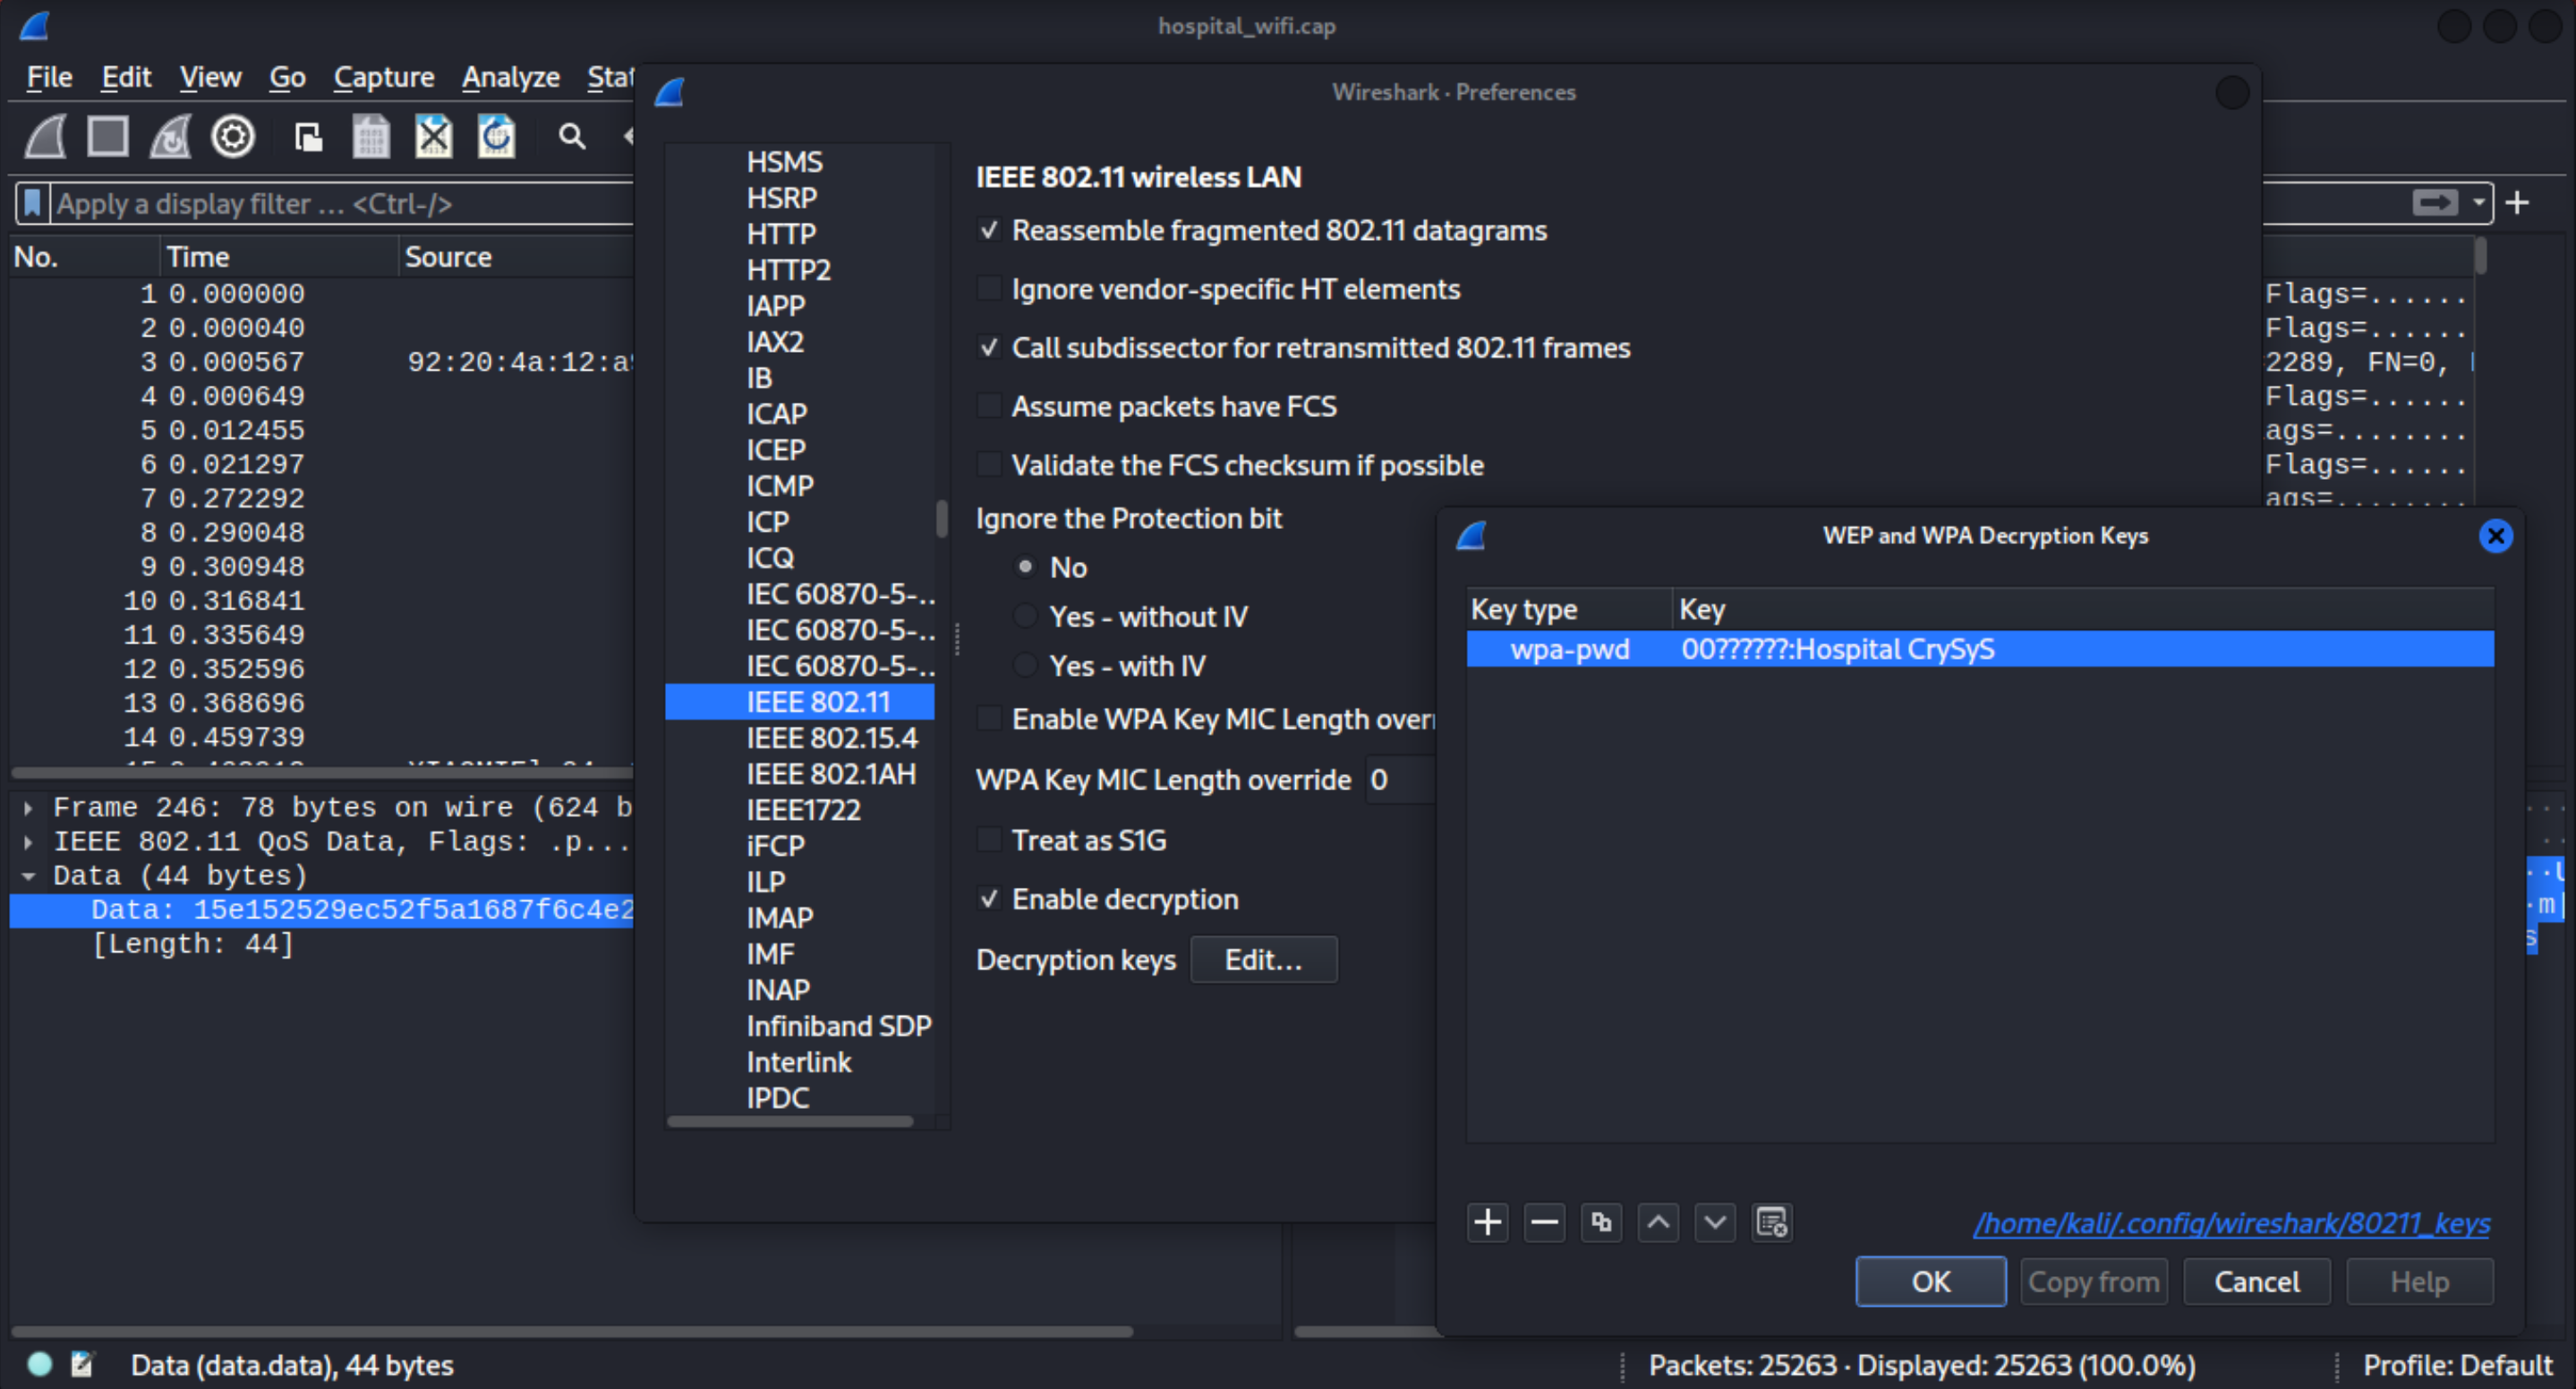 hospital_wifi.cap
File Edit View Go Capture Analyze
Wireshark · Preferences
Apply a display filter ... <Ctrl-/>
No. Time Source
1 0.000000
2 0.000040
3 0.000567 92:20:4a:12:a
4 0.000649
5 0.012455
6 0.021297
7 0.272292
8 0.290048
9 0.300948
10 0.316841
11 0.335649
12 0.352596
13 0.368696
14 0.459739
Flags=......
Flags=......
2289, FN=0,
Flags=......
ags=........
Flags=......
ags=........
HSMS
HSRP
HTTP
HTTP2
IAPP
IAX2
IB
ICAP
ICEP
ICMP
ICP
ICQ
IEC 60870-5-..
IEC 60870-5-..
IEC 60870-5-..
IEEE 802.11
IEEE 802.15.4
IEEE 802.1AH
IEEE1722
iFCP
ILP
IMAP
IMF
INAP
Infiniband SDP
Interlink
IPDC
IEEE 802.11 wireless LAN
Reassemble fragmented 802.11 datagrams
Ignore vendor-specific HT elements
Call subdissector for retransmitted 802.11 frames
Assume packets have FCS
Validate the FCS checksum if possible
Ignore the Protection bit
No
Yes - without IV
Yes - with IV
Enable WPA Key MIC Length over
WPA Key MIC Length override 0
Treat as S1G
Enable decryption
Decryption keys Edit...
WEP and WPA Decryption Keys
Key type Key
wpa-pwd 00??????:Hospital CrySyS
/home/kali/.config/wireshark/80211_keys
OK Copy from Cancel Help
Frame 246: 78 bytes on wire (624 b
IEEE 802.11 QoS Data, Flags: .p...
Data (44 bytes)
Data: 15e152529ec52f5a1687f6c4e2
[Length: 44]
Data (data.data), 44 bytes
Packets: 25263 · Displayed: 25263 (100.0%)
Profile: Default